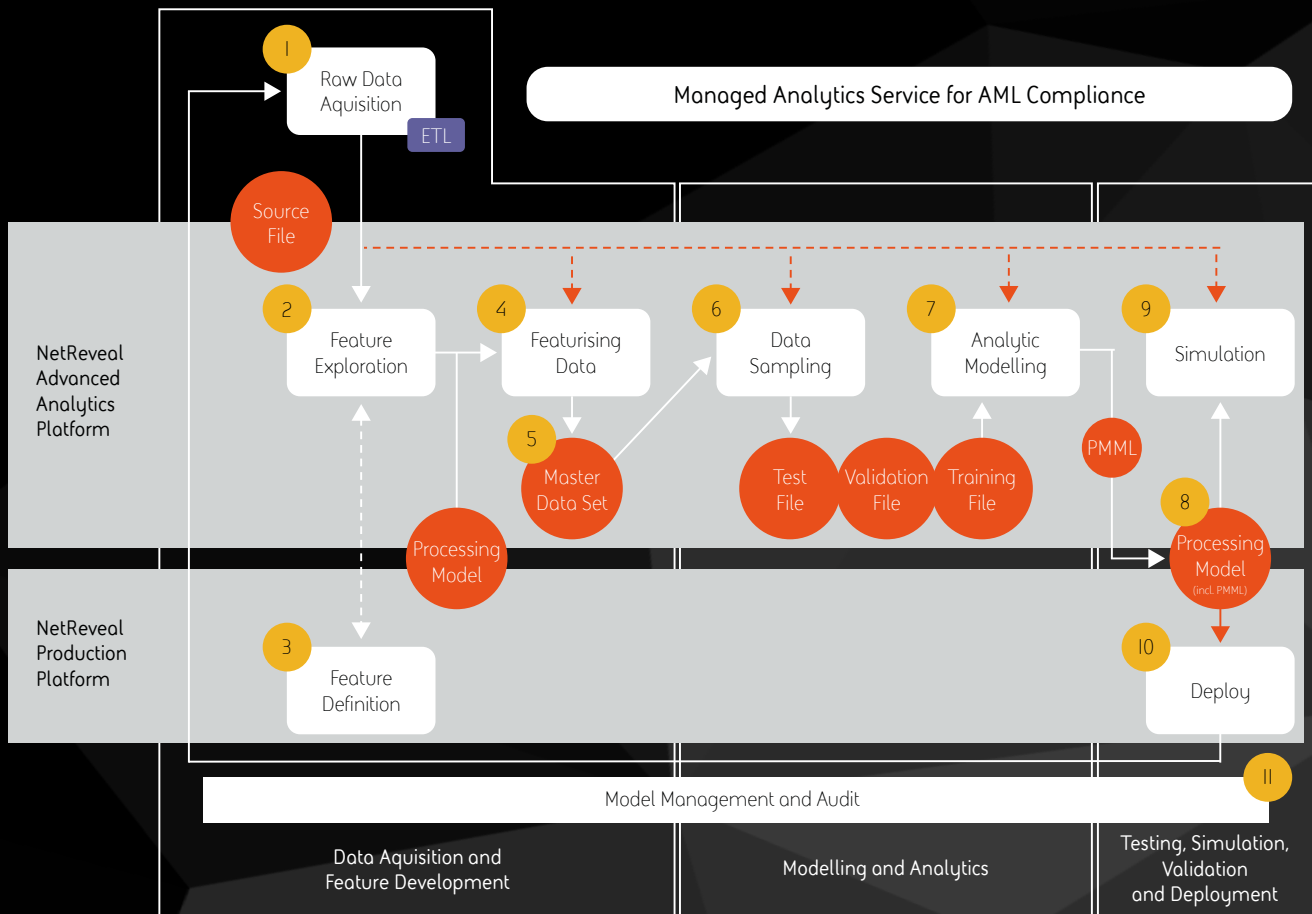 1
Raw Data
Aquisition
ETL
Managed Analytics Service for AML Compliance
Source
File
NetReveal
Advanced
Analytics
Platform
2
Feature
Exploration
4
Featurising
Data
6
Data
Sampling
7
Analytic
Modelling
9
Simulation
5
Master
Data Set
Test
File
Validation
File
Training
File
PMML
8
Processing
Model
(incl. PMML)
Processing
Model
NetReveal
Production
Platform
3
Feature
Definition
10
Deploy
11
Model Management and Audit
Data Aquisition and
Feature Development
Modelling and Analytics
Testing, Simulation,
Validation
and Deployment